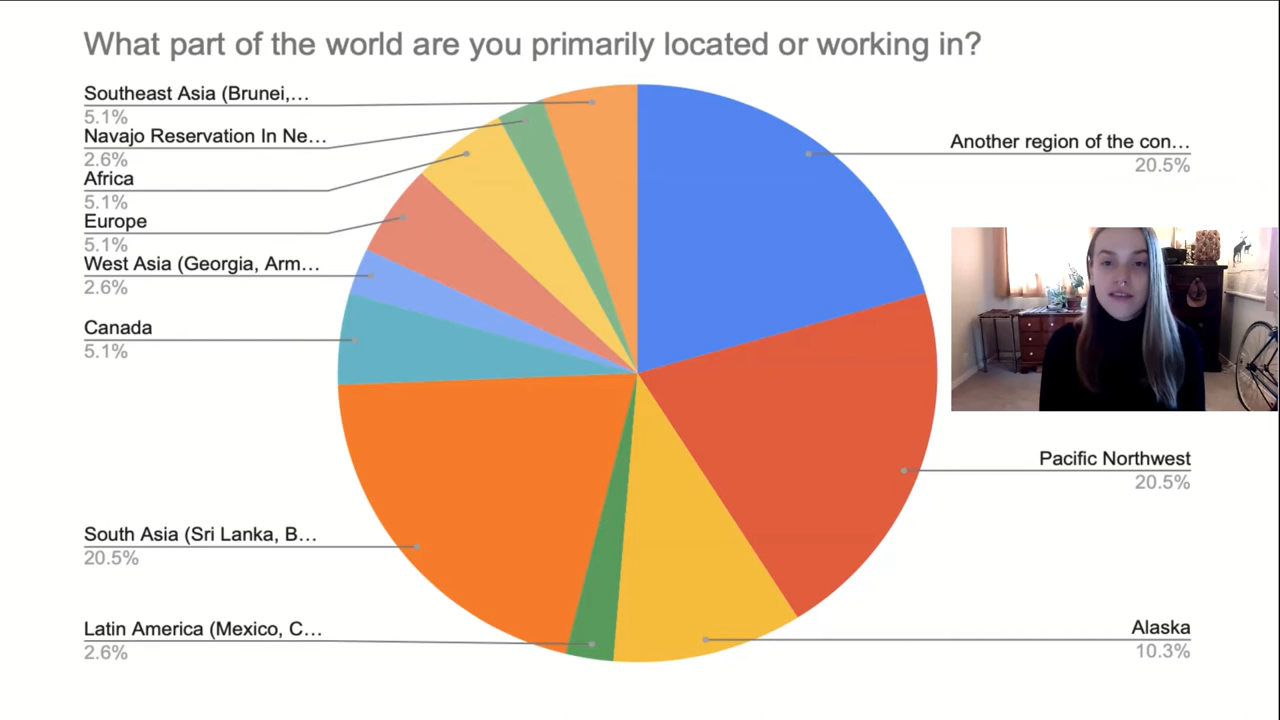 What part of the world are you primarily located or working in?
Southeast Asia (Brunei,...
5.1%
Navajo Reservation In Ne...
2.6%
Africa
5.1%
Europe
5.1%
West Asia (Georgia, Arm...
2.6%
Canada
5.1%
South Asia (Sri Lanka, B...
20.5%
Latin America (Mexico, C...
2.6%
Another region of the con...
20.5%
Pacific Northwest
20.5%
Alaska
10.3%